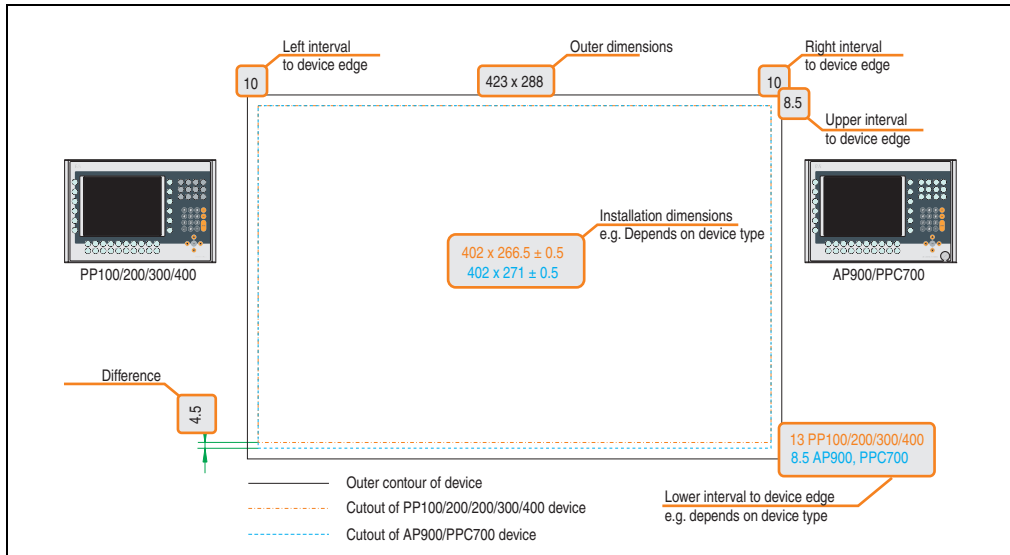 Left interval
to device edge
Outer dimensions
Right interval
to device edge
10
423 x 288
10
8.5
Upper interval
to device edge
Installation dimensions
e.g. Depends on device type
402 x 266.5 ± 0.5
402 x 271 ± 0.5
PP100/200/300/400
AP900/PPC700
Difference
4.5
13 PP100/200/300/400
8.5 AP900, PPC700
Outer contour of device
Cutout of PP100/200/200/300/400 device
Cutout of AP900/PPC700 device
Lower interval to device edge
e.g. depends on device type